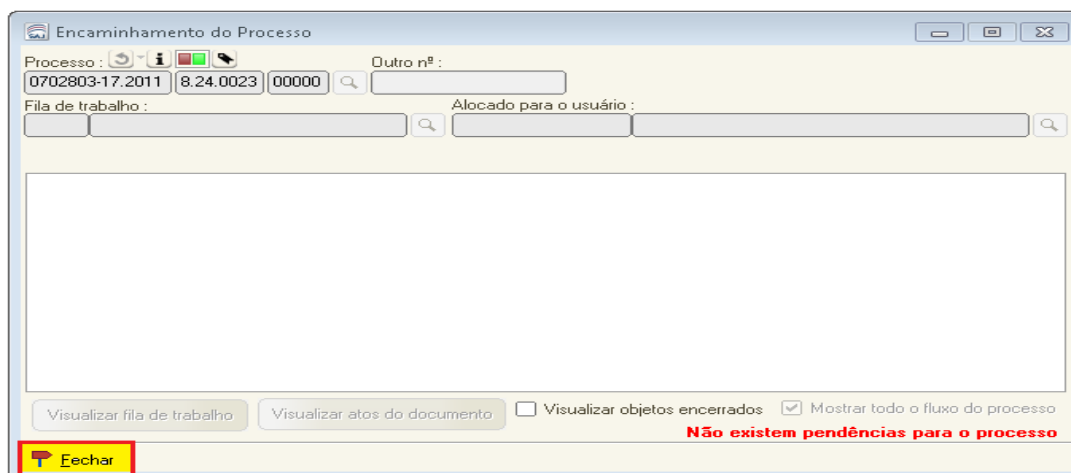 Encaminhamento do Processo
Processo : Outro nº :
0702803-17.2011 8.24.0023 00000
Fila de trabalho : Alocado para o usuário :
Visualizar fila de trabalho Visualizar atos do documento Visualizar objetos encerrados Mostrar todo o fluxo do processo
Não existem pendências para o processo
Fechar